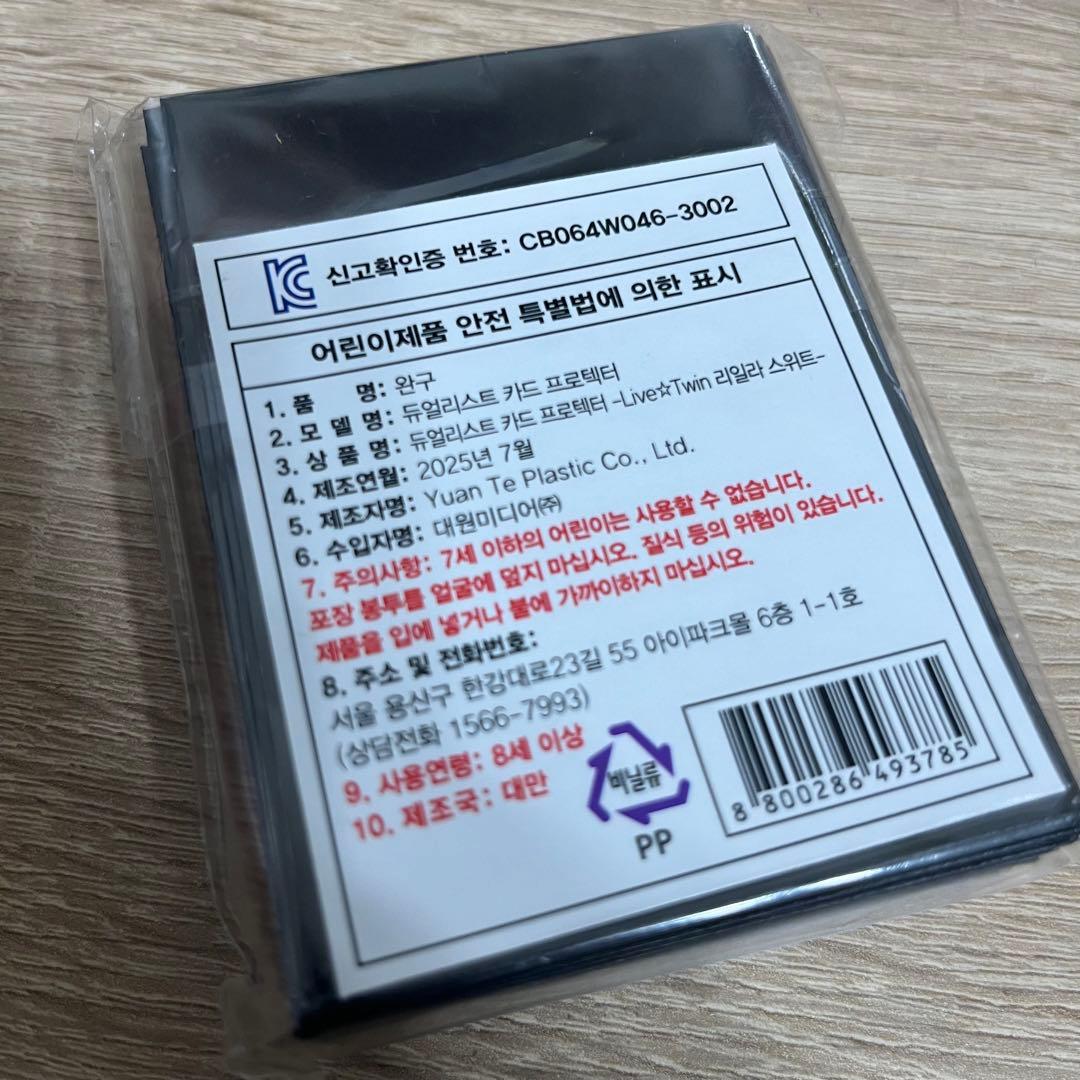 KC 신고확인증 번호: CB064W046-3002
어린이제품 안전 특별법에 의한 표시
1. 품 명: 완구
2. 모 델 명: 듀얼리스트 카드 프로텍터
3. 상 품 명: 듀얼리스트 카드 프로텍터 -Live☆Twin 리일라 스위트-
4. 제조연월: 2025년 7월
5. 제조자명: Yuan Te Plastic Co., Ltd.
6. 수입자명: 대원미디어㈜
7. 주의사항: 7세 이하의 어린이는 사용할 수 없습니다.
포장 봉투를 얼굴에 덮지 마십시오. 질식 등의 위험이 있습니다.
제품을 입에 넣거나 불에 가까이하지 마십시오.
8. 주소 및 전화번호:
서울 용산구 한강대로23길 55 아이파크몰 6층 1-1호
(상담전화 1566-7993)
9. 사용연령: 8세 이상
10. 제조국: 대만
비닐류
PP
8 800286 493785